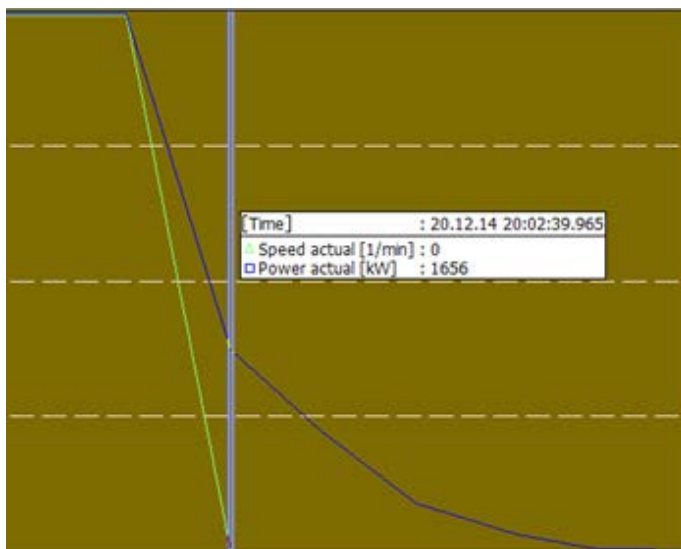 [Time] : 20.12.14 20:02:39.965
Speed actual [1/min] : 0
Power actual [kW] : 1656